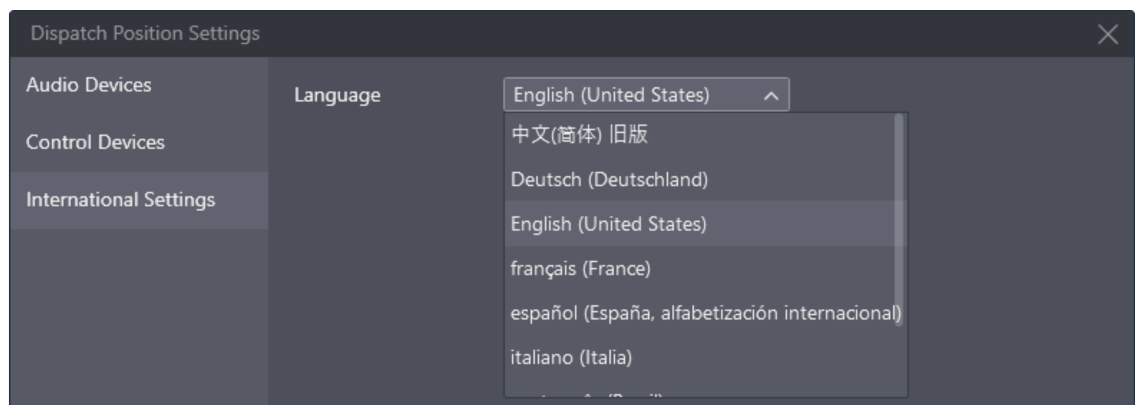 Dispatch Position Settings
Audio Devices
Language
English (United States)
Control Devices
中文(简体) 旧版
Deutsch (Deutschland)
International Settings
English (United States)
français (France)
español (España, alfabetización internacional)
italiano (Italia)